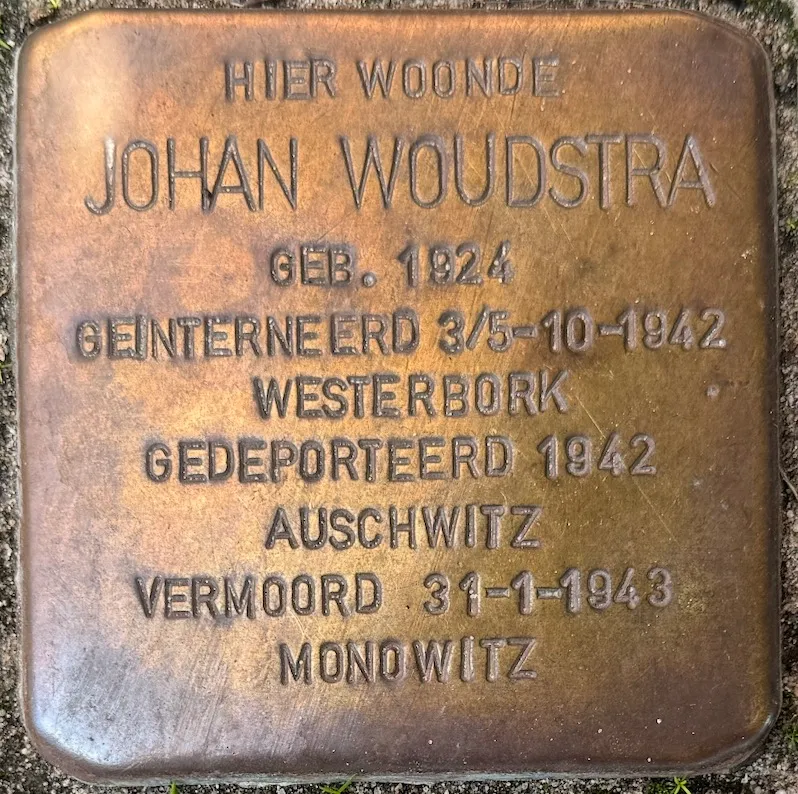 HIER WOONDE
JOHAN WOUDSTRA
GEB. 1924
GEINTERNEERD 3/5-10-1942
WESTERBORK
GEDEPORTEERD 1942
AUSCHWITZ
VERMOORD 31-1-1943
MONOWITZ